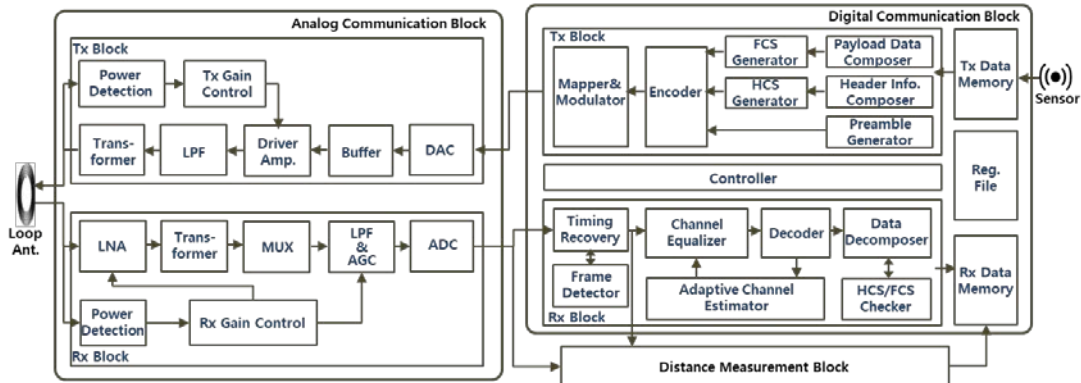 Analog Communication Block
Tx Block
Power
Detection
Tx Gain
Control
Trans-
former
LPF
Driver
Amp.
Buffer
DAC
Loop
Ant.
LNA
Trans-
former
MUX
LPF
&
AGC
ADC
Power
Detection
Rx Gain Control
Rx Block
Digital Communication Block
Tx Block
Mapper&
Modulator
Encoder
FCS
Generator
Payload Data
Composer
HCS
Generator
Header Info.
Composer
Preamble
Generator
Tx Data
Memory
Sensor
Controller
Reg.
File
Timing
Recovery
Channel
Equalizer
Decoder
Data
Decomposer
Frame
Detector
Adaptive Channel
Estimator
HCS/FCS
Checker
Rx Block
Rx Data
Memory
Distance Measurement Block